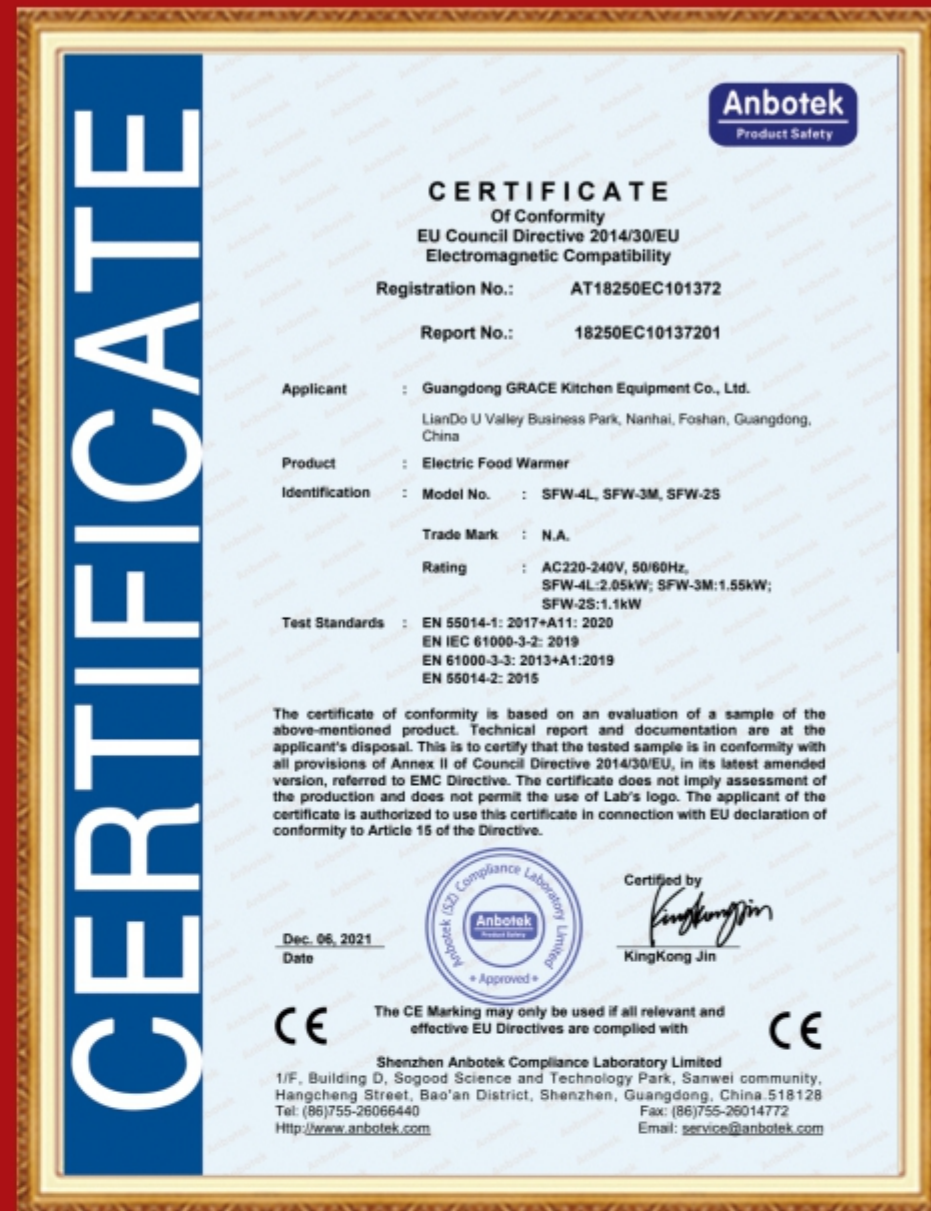 CERTIFICATE
Anbotek
Product Safety
CERTIFICATE
Of Conformity
EU Council Directive 2014/30/EU
Electromagnetic Compatibility
Registration No.: AT18250EC101372
Report No.: 18250EC10137201
Applicant : Guangdong GRACE Kitchen Equipment Co., Ltd.
LianDo U Valley Business Park, Nanhai, Foshan, Guangdong,
China
Product : Electric Food Warmer
Identification : Model No. : SFW-4L, SFW-3M, SFW-2S
Trade Mark : N.A.
Rating : AC220-240V, 50/60Hz,
SFW-4L:2.05kW; SFW-3M:1.55kW;
SFW-2S:1.1kW
Test Standards : EN 55014-1: 2017+A11: 2020
EN IEC 61000-3-2: 2019
EN 61000-3-3: 2013+A1:2019
EN 55014-2: 2015
The certificate of conformity is based on an evaluation of a sample of the
above-mentioned product. Technical report and documentation are at the
applicant's disposal. This is to certify that the tested sample is in conformity with
all provisions of Annex II of Council Directive 2014/30/EU, in its latest amended
version, referred to EMC Directive. The certificate does not imply assessment of
the production and does not permit the use of Lab's logo. The applicant of the
certificate is authorized to use this certificate in connection with EU declaration of
conformity to Article 15 of the Directive.
Anbotek (SZ) Compliance Laboratory Limited
Anbotek
Product Safety
* Approved *
Certified by
Kingkong Jin
Dec. 06, 2021
Date
KingKong Jin
CE
The CE Marking may only be used if all relevant and
effective EU Directives are complied with
CE
Shenzhen Anbotek Compliance Laboratory Limited
1/F, Building D, Sogood Science and Technology Park, Sanwei community,
Hangcheng Street, Bao'an District, Shenzhen, Guangdong, China.518128
Tel: (86)755-26066440 Fax: (86)755-26014772
Http://www.anbotek.com Email: service@anbotek.com